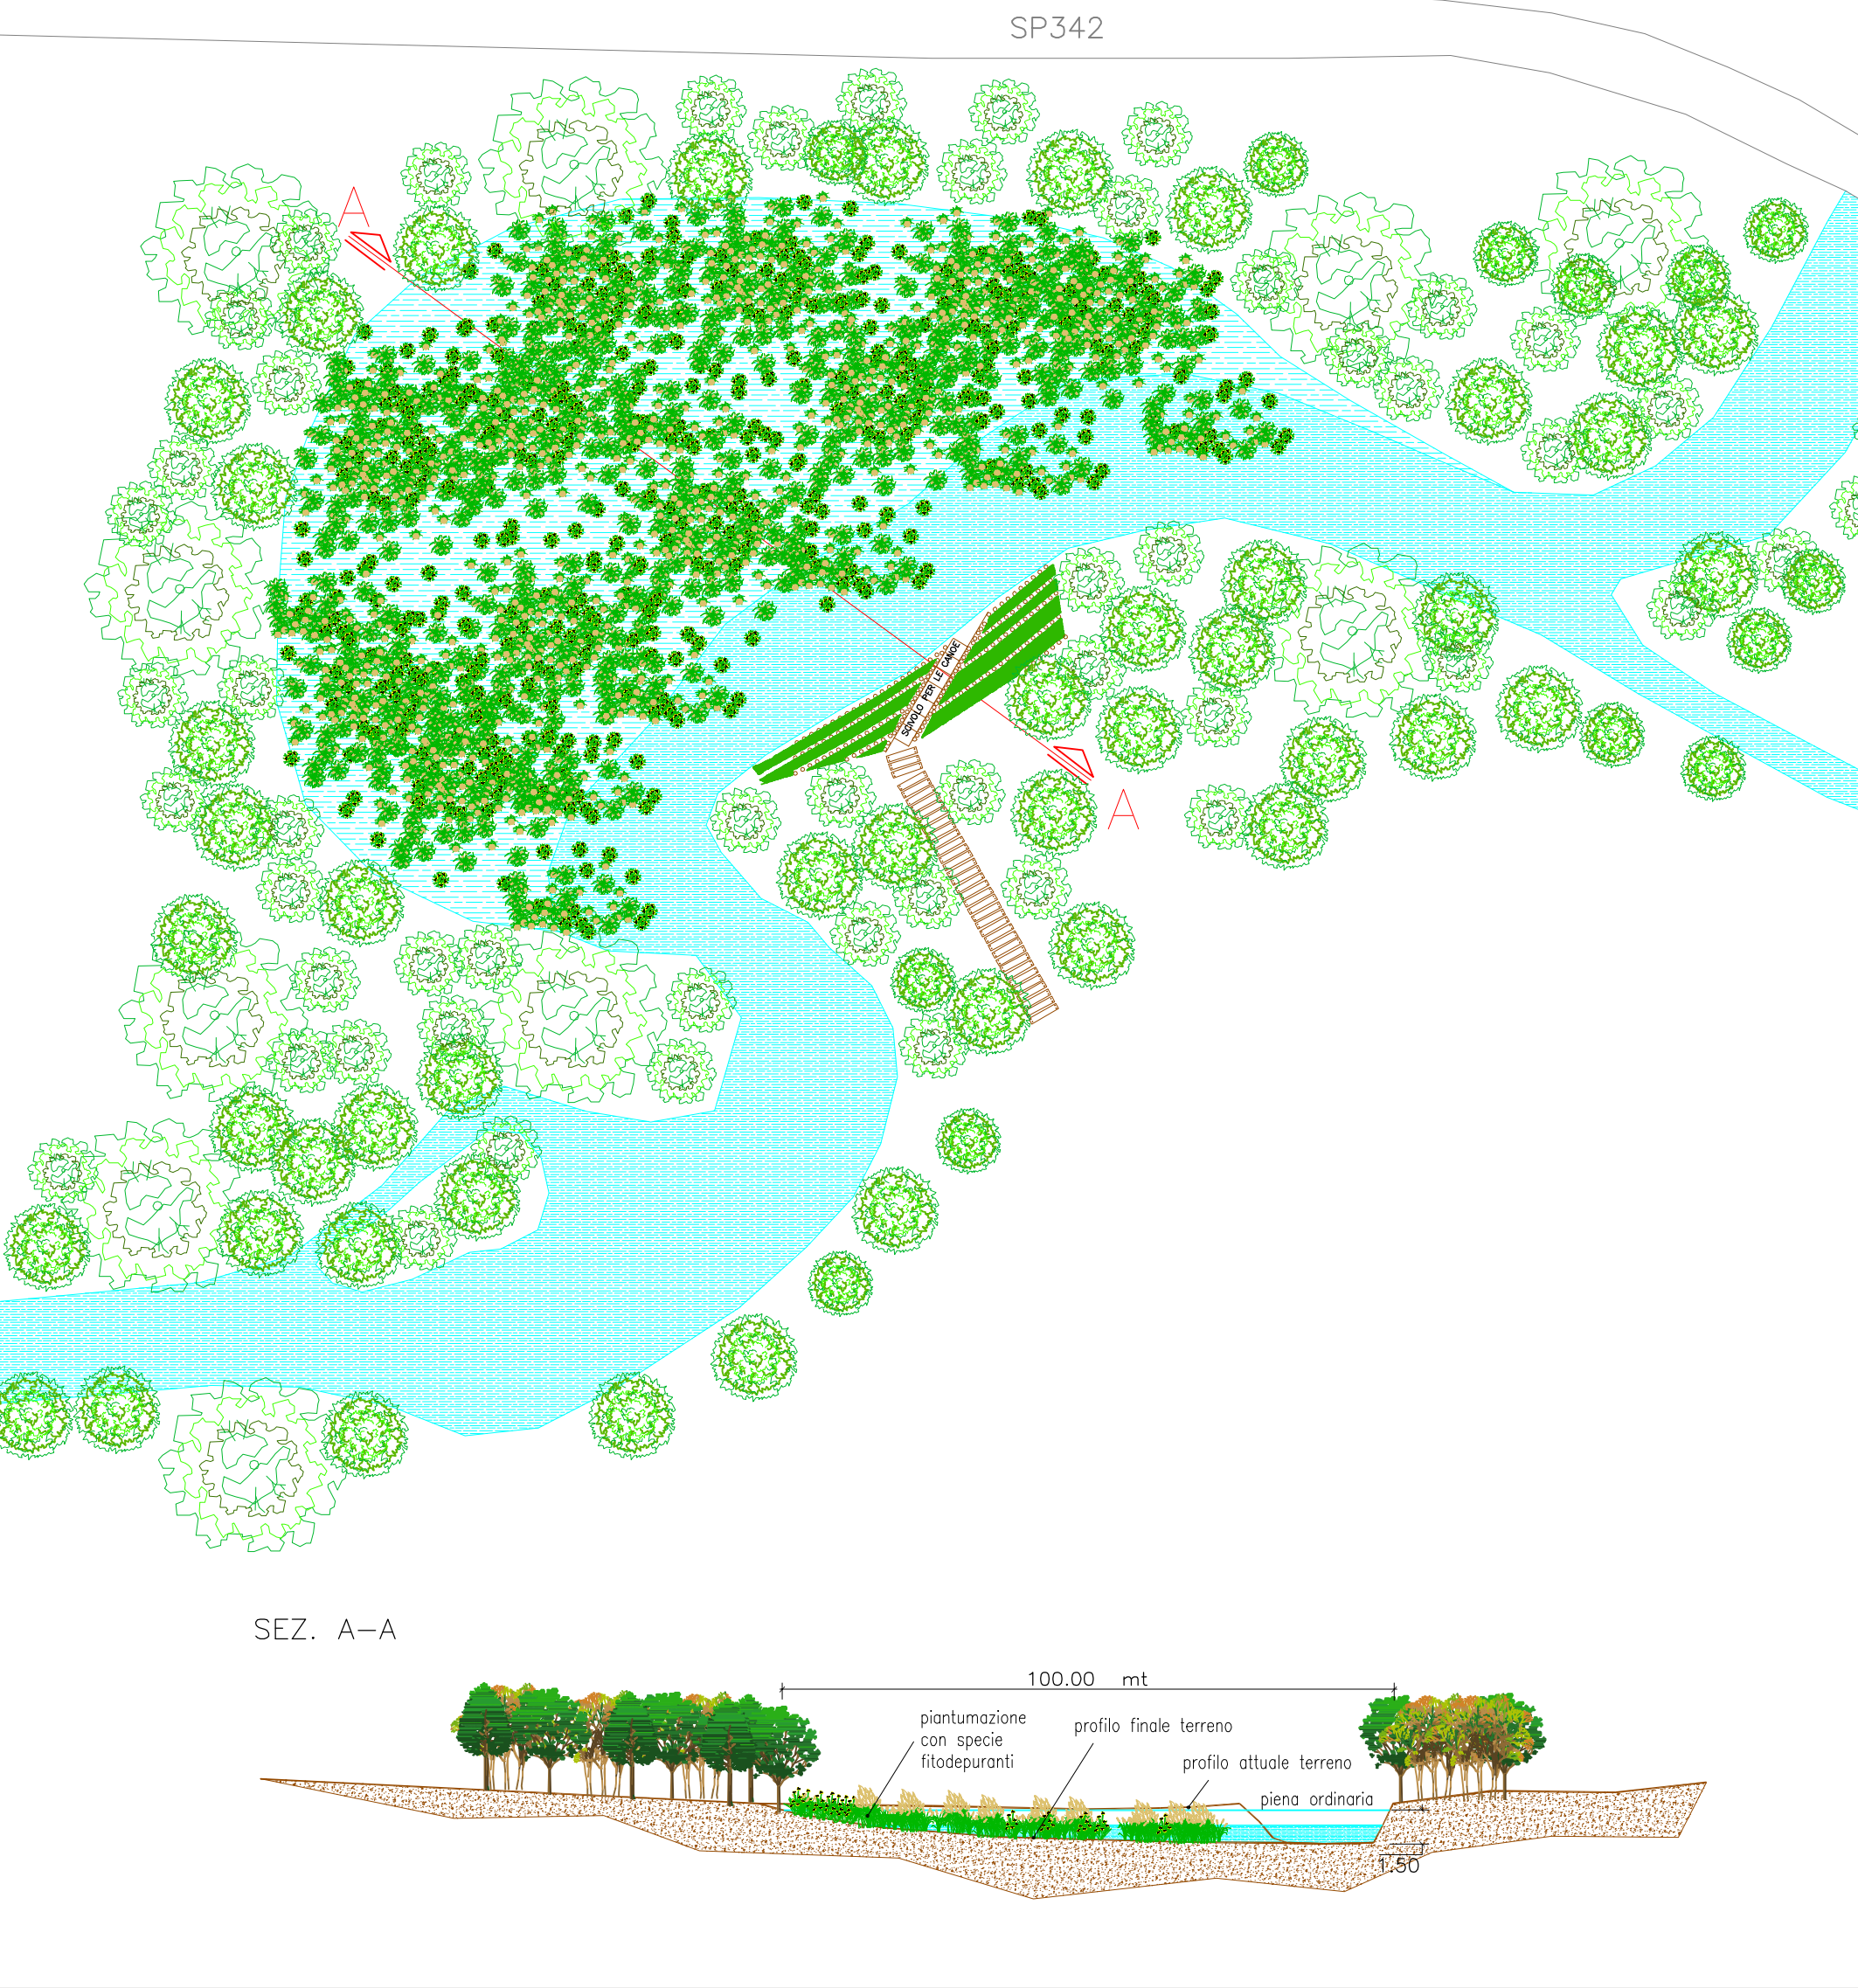 SP342
A
SCIVOLO PER LE CANOE
A
SEZ. A-A
100.00 mt
piantumazione
con specie
fitodepuranti
profilo finale terreno
profilo attuale terreno
piena ordinaria
1.50